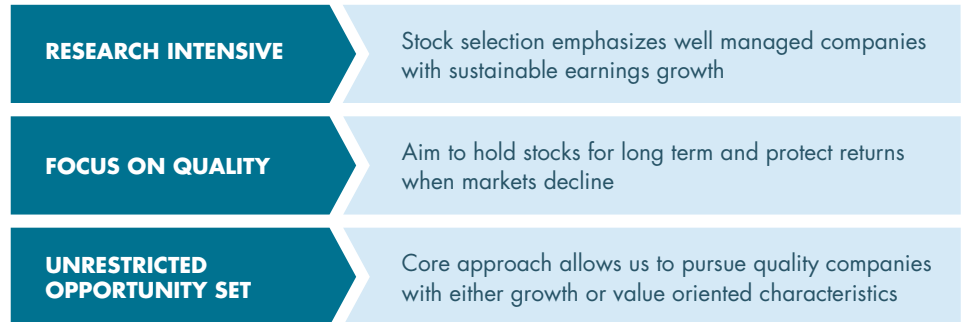 RESEARCH INTENSIVE
Stock selection emphasizes well managed companies
with sustainable earnings growth
FOCUS ON QUALITY
Aim to hold stocks for long term and protect returns
when markets decline
UNRESTRICTED
OPPORTUNITY SET
Core approach allows us to pursue quality companies
with either growth or value oriented characteristics